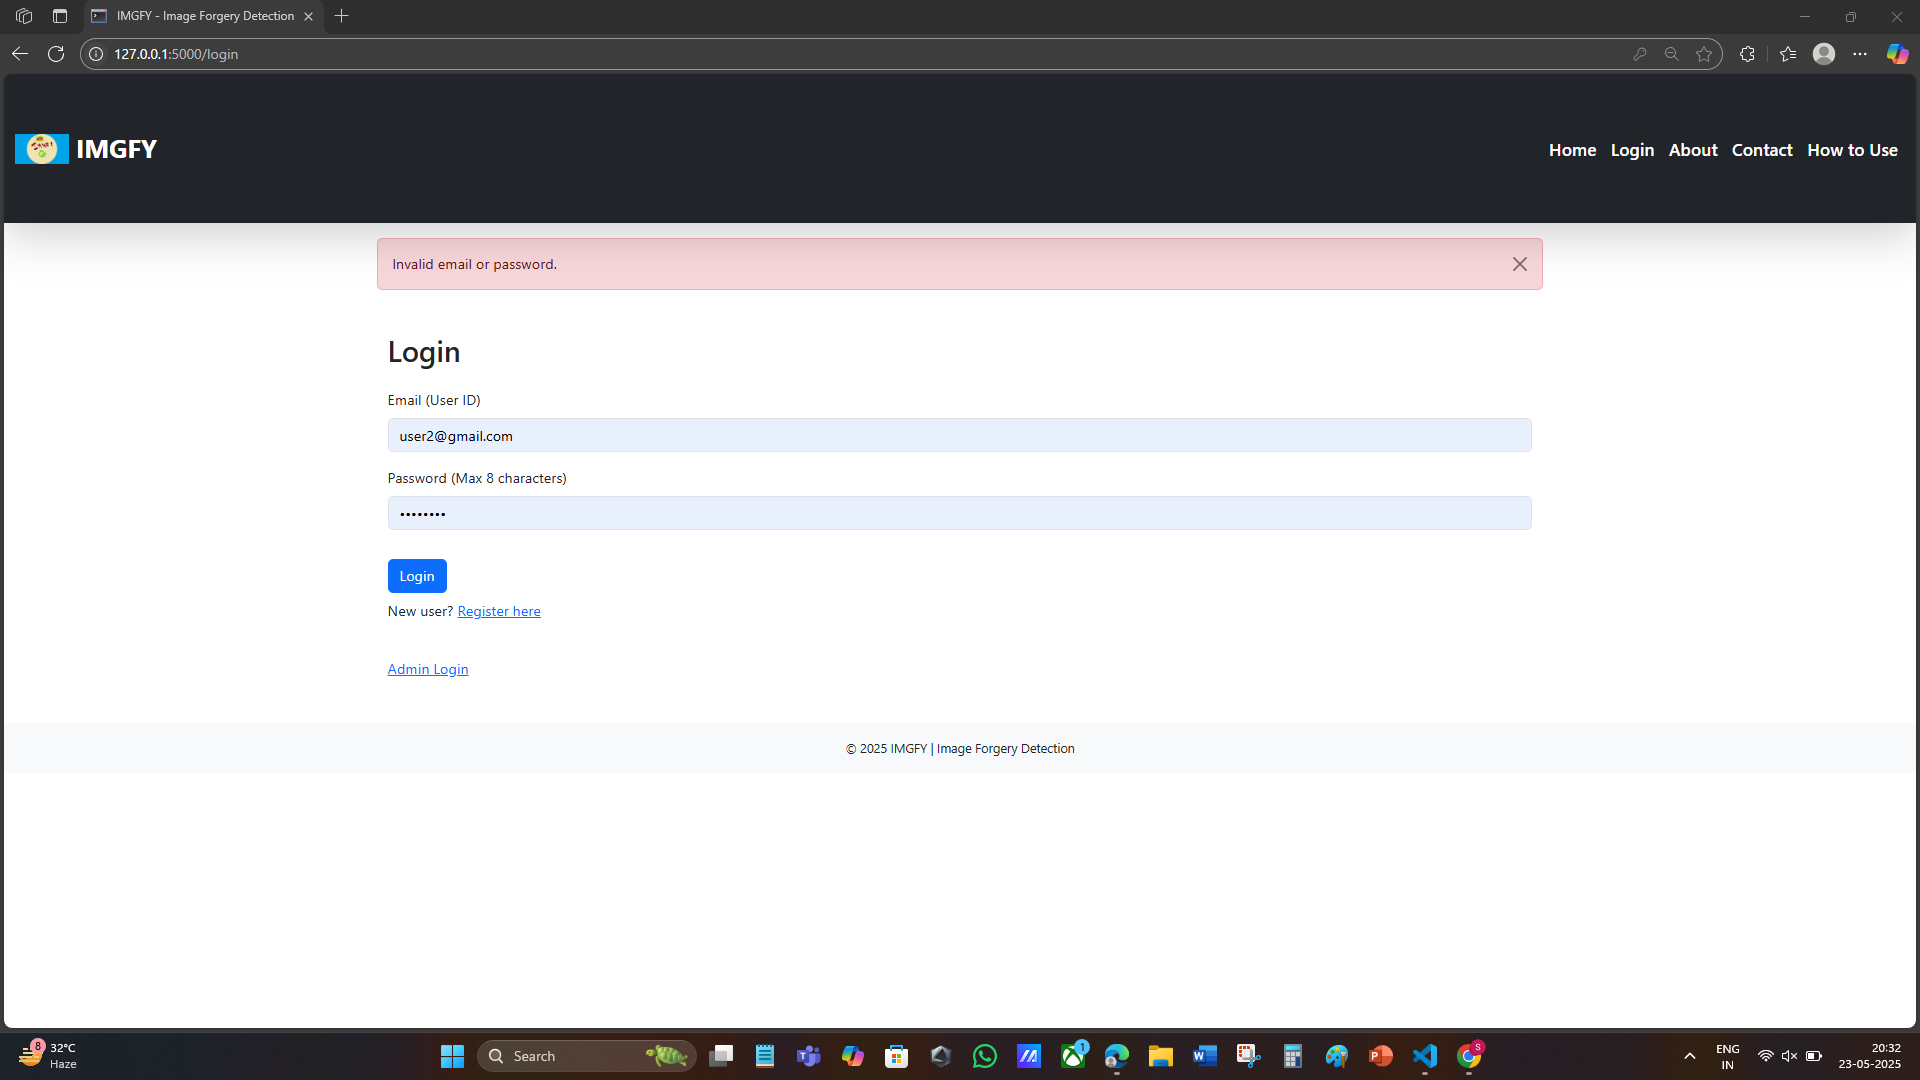 IMGFY - Image Forgery Detection
127.0.0.1:5000/login
IMGFY
Home Login About Contact How to Use
Invalid email or password.
Login
Email (User ID)
user2@gmail.com
Password (Max 8 characters)
••••••••
Login
New user? Register here
Admin Login
© 2025 IMGFY | Image Forgery Detection
8
32°C
Haze
Search
1
S
ENG
IN
20:32
23-05-2025